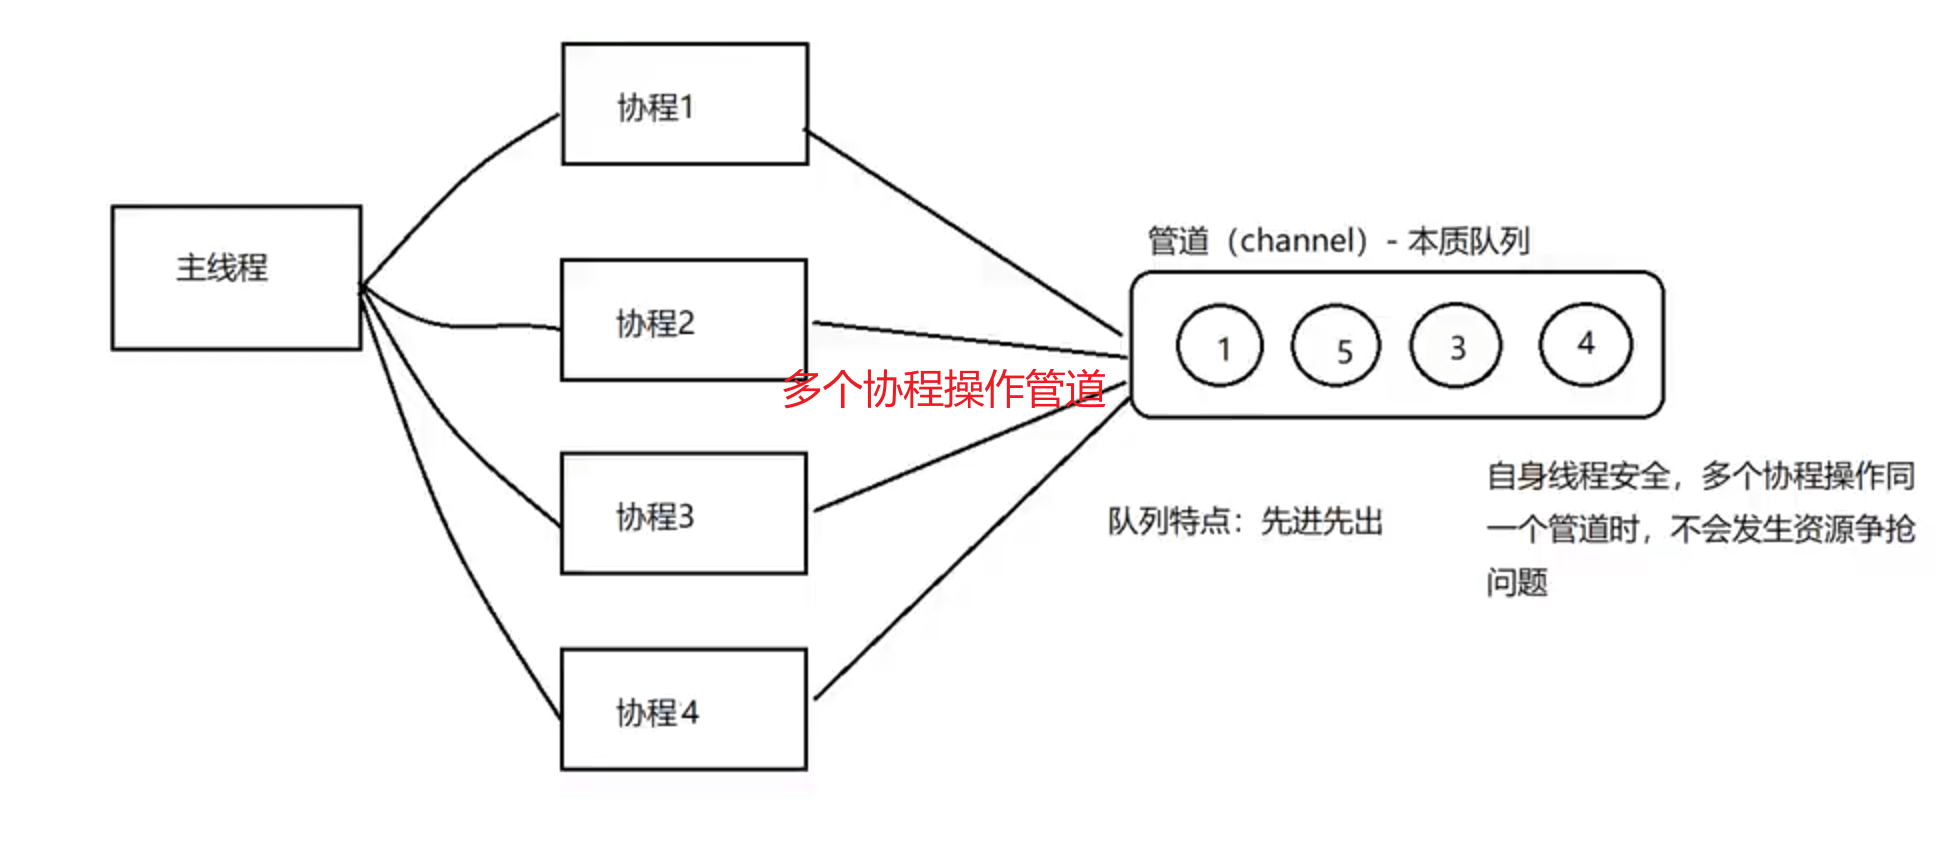 协程1
主线程
管道（channel）- 本质队列
1 5 3 4
协程2
多个协程操作管道
协程3
队列特点：先进先出
自身线程安全，多个协程操作同
一个管道时，不会发生资源争抢
问题
协程4